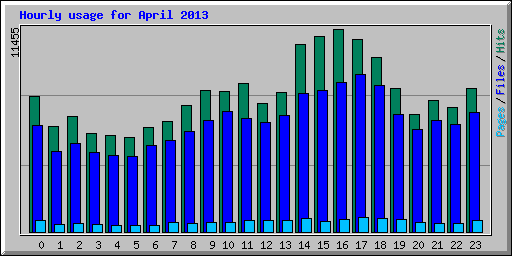 Hourly usage for April 2013
11455
Pages/Files/Hits
0 1 2 3 4 5 6 7 8 9 10 11 12 13 14 15 16 17 18 19 20 21 22 23